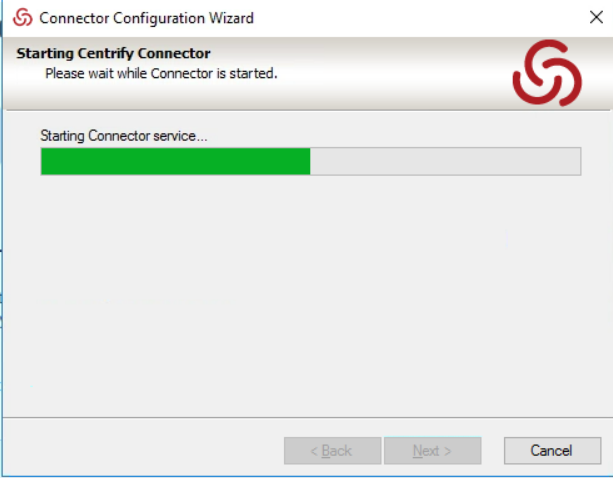 Connector Configuration Wizard
Starting Centrify Connector
Please wait while Connector is started.
Starting Connector service...
< Back
Next >
Cancel